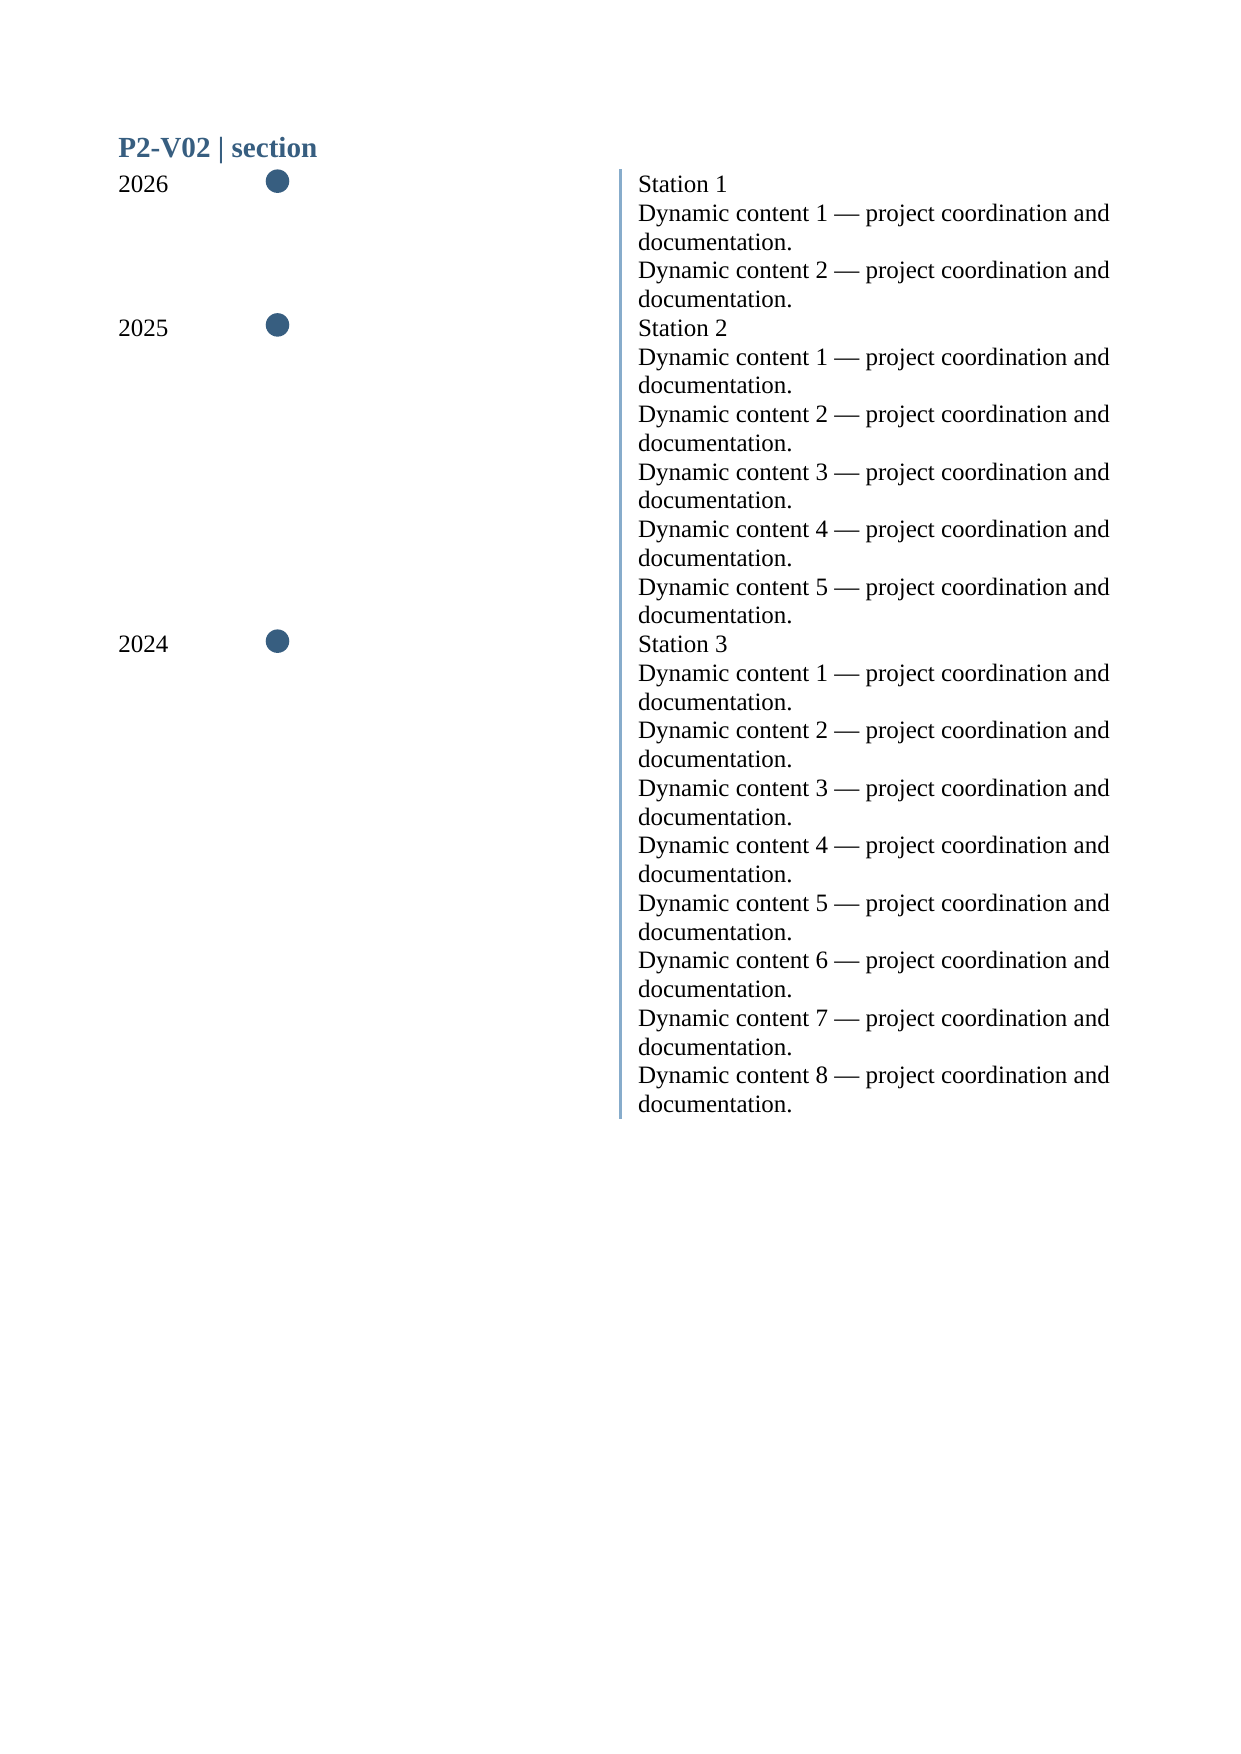 P2-V02 | section
2026 Station 1
Dynamic content 1 — project coordination and
documentation.
Dynamic content 2 — project coordination and
documentation.
2025 Station 2
Dynamic content 1 — project coordination and
documentation.
Dynamic content 2 — project coordination and
documentation.
Dynamic content 3 — project coordination and
documentation.
Dynamic content 4 — project coordination and
documentation.
Dynamic content 5 — project coordination and
documentation.
2024 Station 3
Dynamic content 1 — project coordination and
documentation.
Dynamic content 2 — project coordination and
documentation.
Dynamic content 3 — project coordination and
documentation.
Dynamic content 4 — project coordination and
documentation.
Dynamic content 5 — project coordination and
documentation.
Dynamic content 6 — project coordination and
documentation.
Dynamic content 7 — project coordination and
documentation.
Dynamic content 8 — project coordination and
documentation.